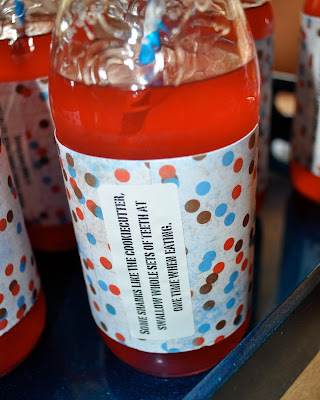 SOME SHARKS LIKE THE COOKIECUTTER,
SWALLOW WHOLE SETS OF TEETH AT
ONE TIME WHEN EATING.